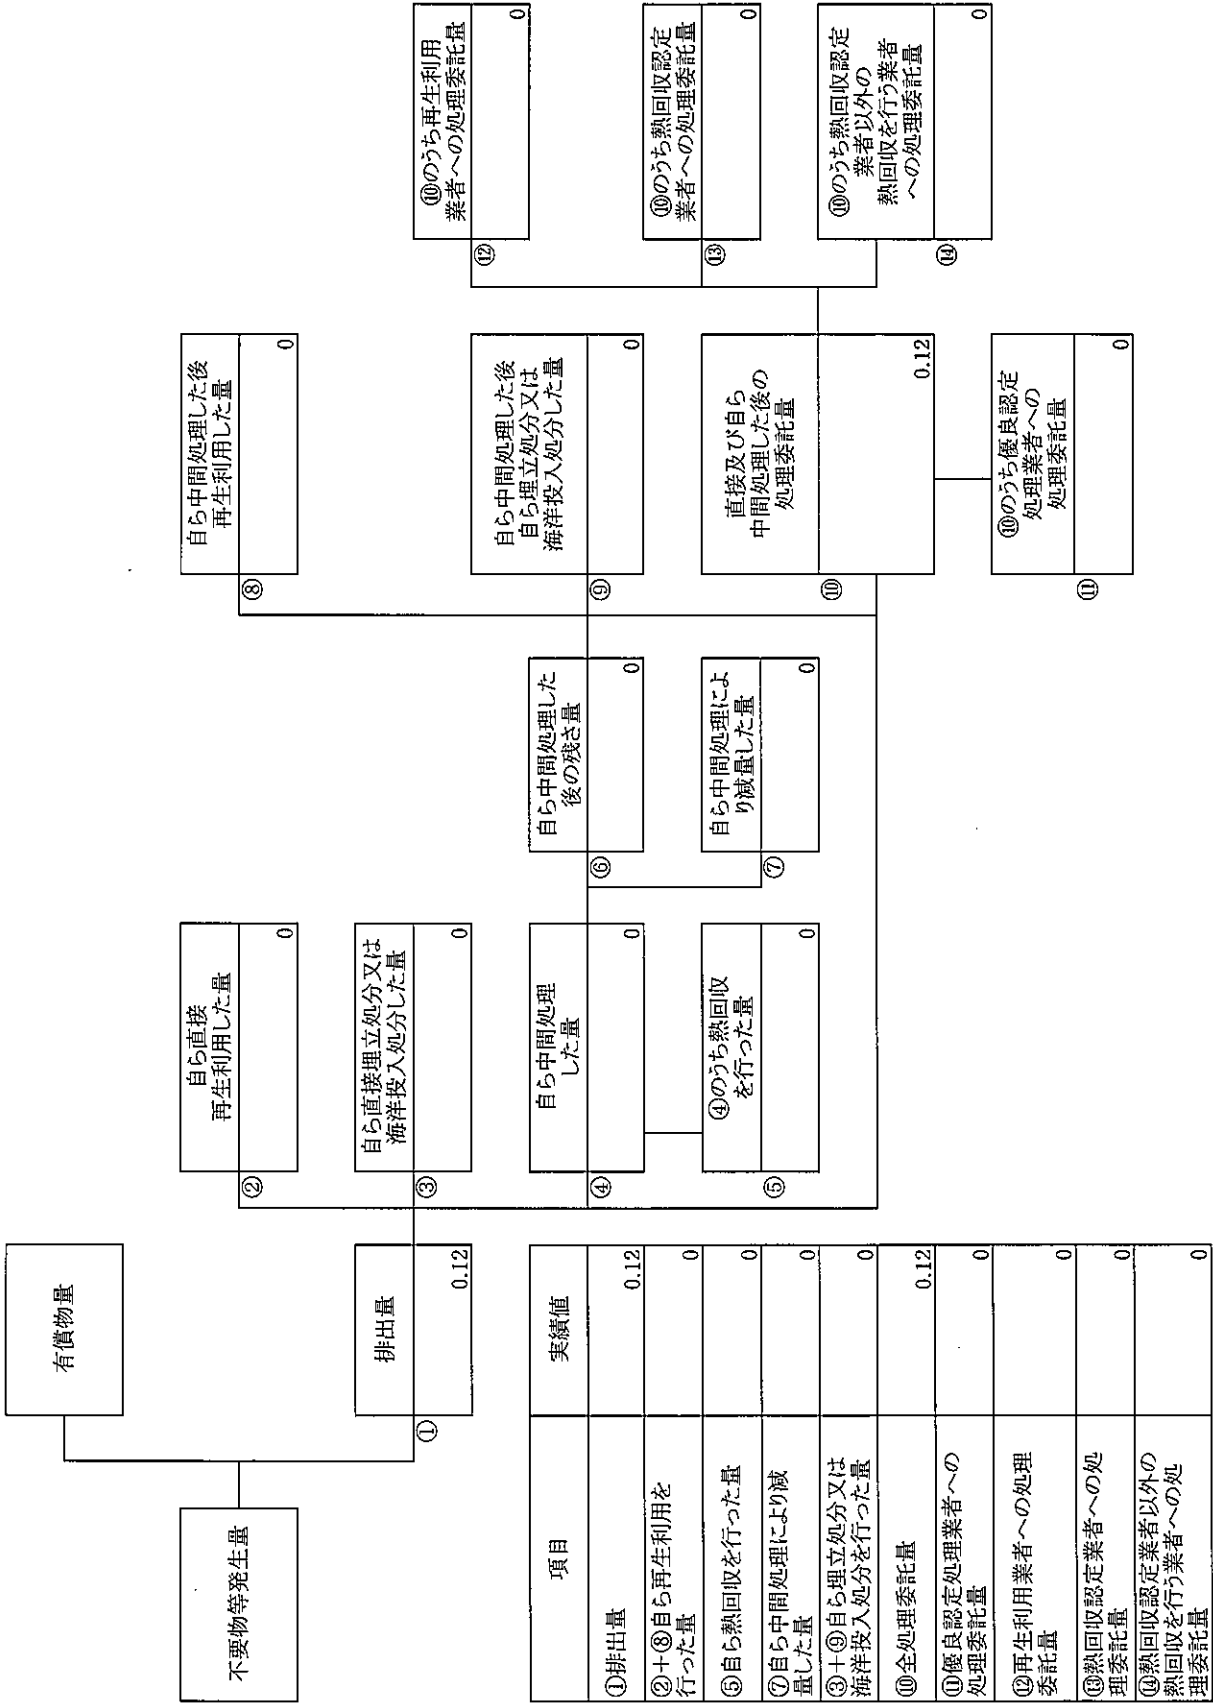 不要物等発生量
有償物量
①
排出量
0.12
②
自ら直接
再生利用した量
0
③
自ら直接埋立処分又は
海洋投入処分した量
0
④
自ら中間処理
した量
0
⑤
④のうち熱回収
を行った量
0
⑥
自ら中間処理した
後の残さ量
0
⑦
自ら中間処理によ
り減量した量
0
⑧
自ら中間処理した後
再生利用した量
0
⑨
自ら中間処理した後
自ら埋立処分又は
海洋投入処分した量
0
⑩
直接及び自ら
中間処理した後の
処理委託量
0.12
⑪
⑩のうち優良認定
処理業者への
処理委託量
0
⑫
⑩のうち再生利用
業者への処理委託量
0
⑬
⑩のうち熱回収認定
業者への処理委託量
0
⑭
⑩のうち熱回収認定
業者以外の
熱回収を行う業者
への処理委託量
0
項目 実績値
①排出量 0.12
②+⑧自ら再生利用を
行った量 0
⑤自ら熱回収を行った量 0
⑦自ら中間処理により減
量した量 0
③+⑨自ら埋立処分又は
海洋投入処分を行った量 0
⑩全処理委託量 0.12
⑪優良認定処理業者への
処理委託量 0
⑫再生利用業者への処理
委託量 0
⑬熱回収認定業者への処
理委託量 0
⑭熱回収認定業者以外の
熱回収を行う業者への処
理委託量 0